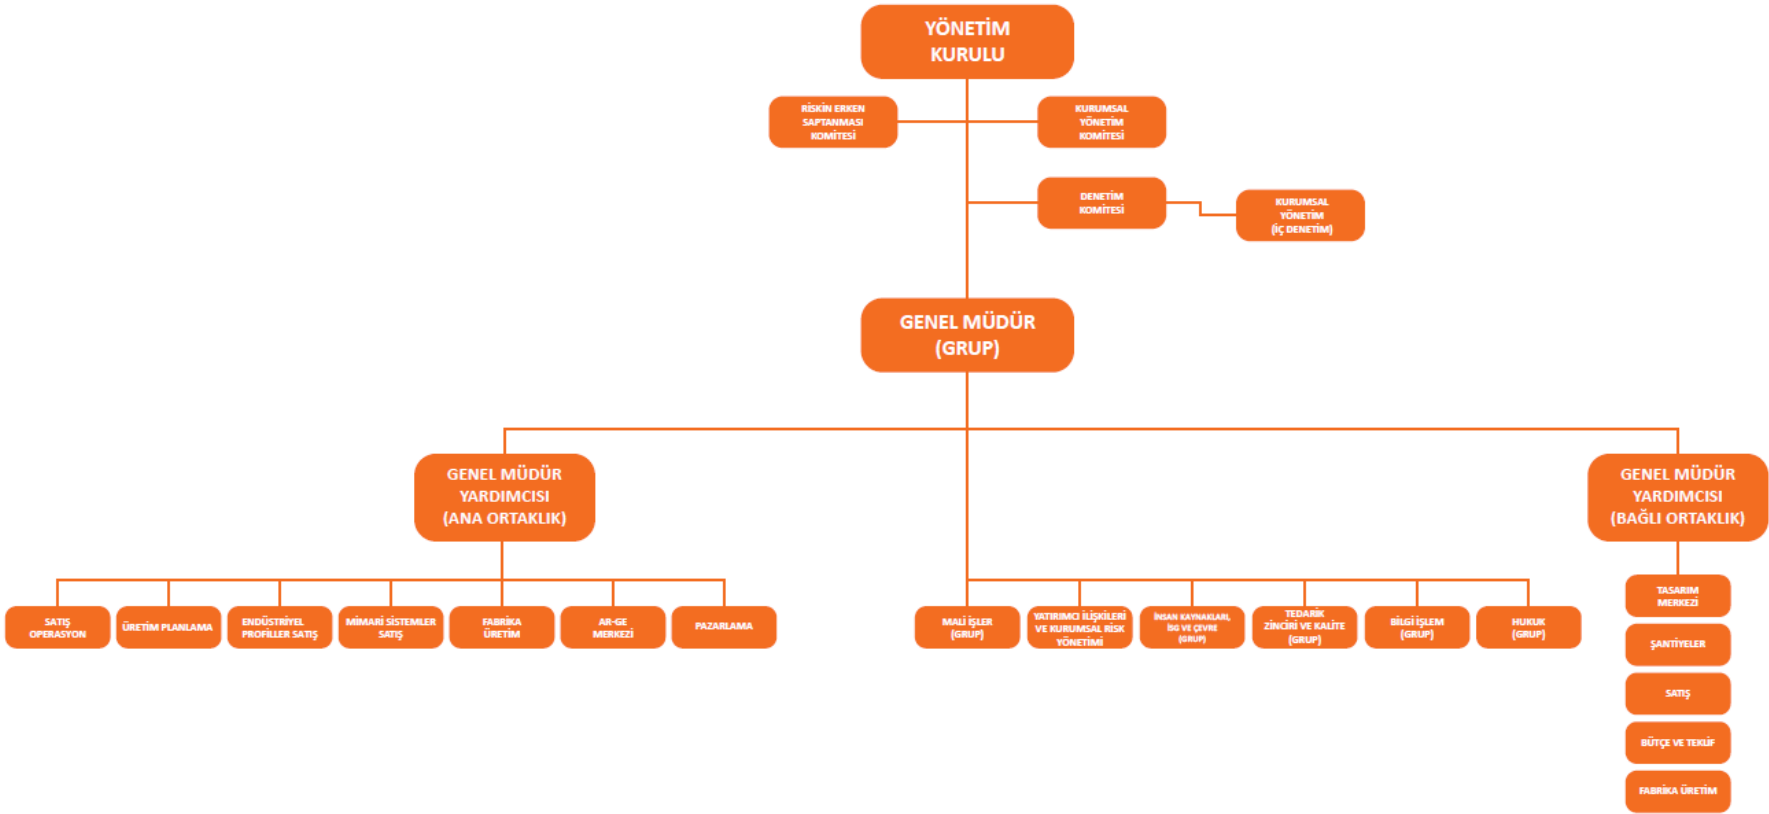 YÖNETİM
KURULU
RİSKİN ERKEN
SAPTANMASI
KOMİTESİ
KURUMSAL
YÖNETİM
KOMİTESİ
DENETİM
KOMİTESİ
KURUMSAL
YÖNETİM
(İÇ DENETİM)
GENEL MÜDÜR
(GRUP)
GENEL MÜDÜR
YARDIMCISI
(ANA ORTAKLIK)
GENEL MÜDÜR
YARDIMCISI
(BAĞLI ORTAKLIK)
SATIŞ
OPERASYON
ÜRETİM PLANLAMA
ENDÜSTRİYEL
PROFİLLER SATIŞ
MİMARİ SİSTEMLER
SATIŞ
FABRİKA
ÜRETİM
AR-GE
MERKEZİ
PAZARLAMA
MALİ İŞLER
(GRUP)
YATIRIMCI İLİŞKİLERİ
VE KURUMSAL RİSK
YÖNETİMİ
İNSAN KAYNAKLARI,
İSG VE ÇEVRE
(GRUP)
TEDARİK
ZİNCİRİ VE KALİTE
(GRUP)
BİLGİ İŞLEM
(GRUP)
HUKUK
(GRUP)
TASARIM
MERKEZİ
ŞANTİYELER
SATIŞ
BÜTÇE VE TEKLİF
FABRİKA ÜRETİM